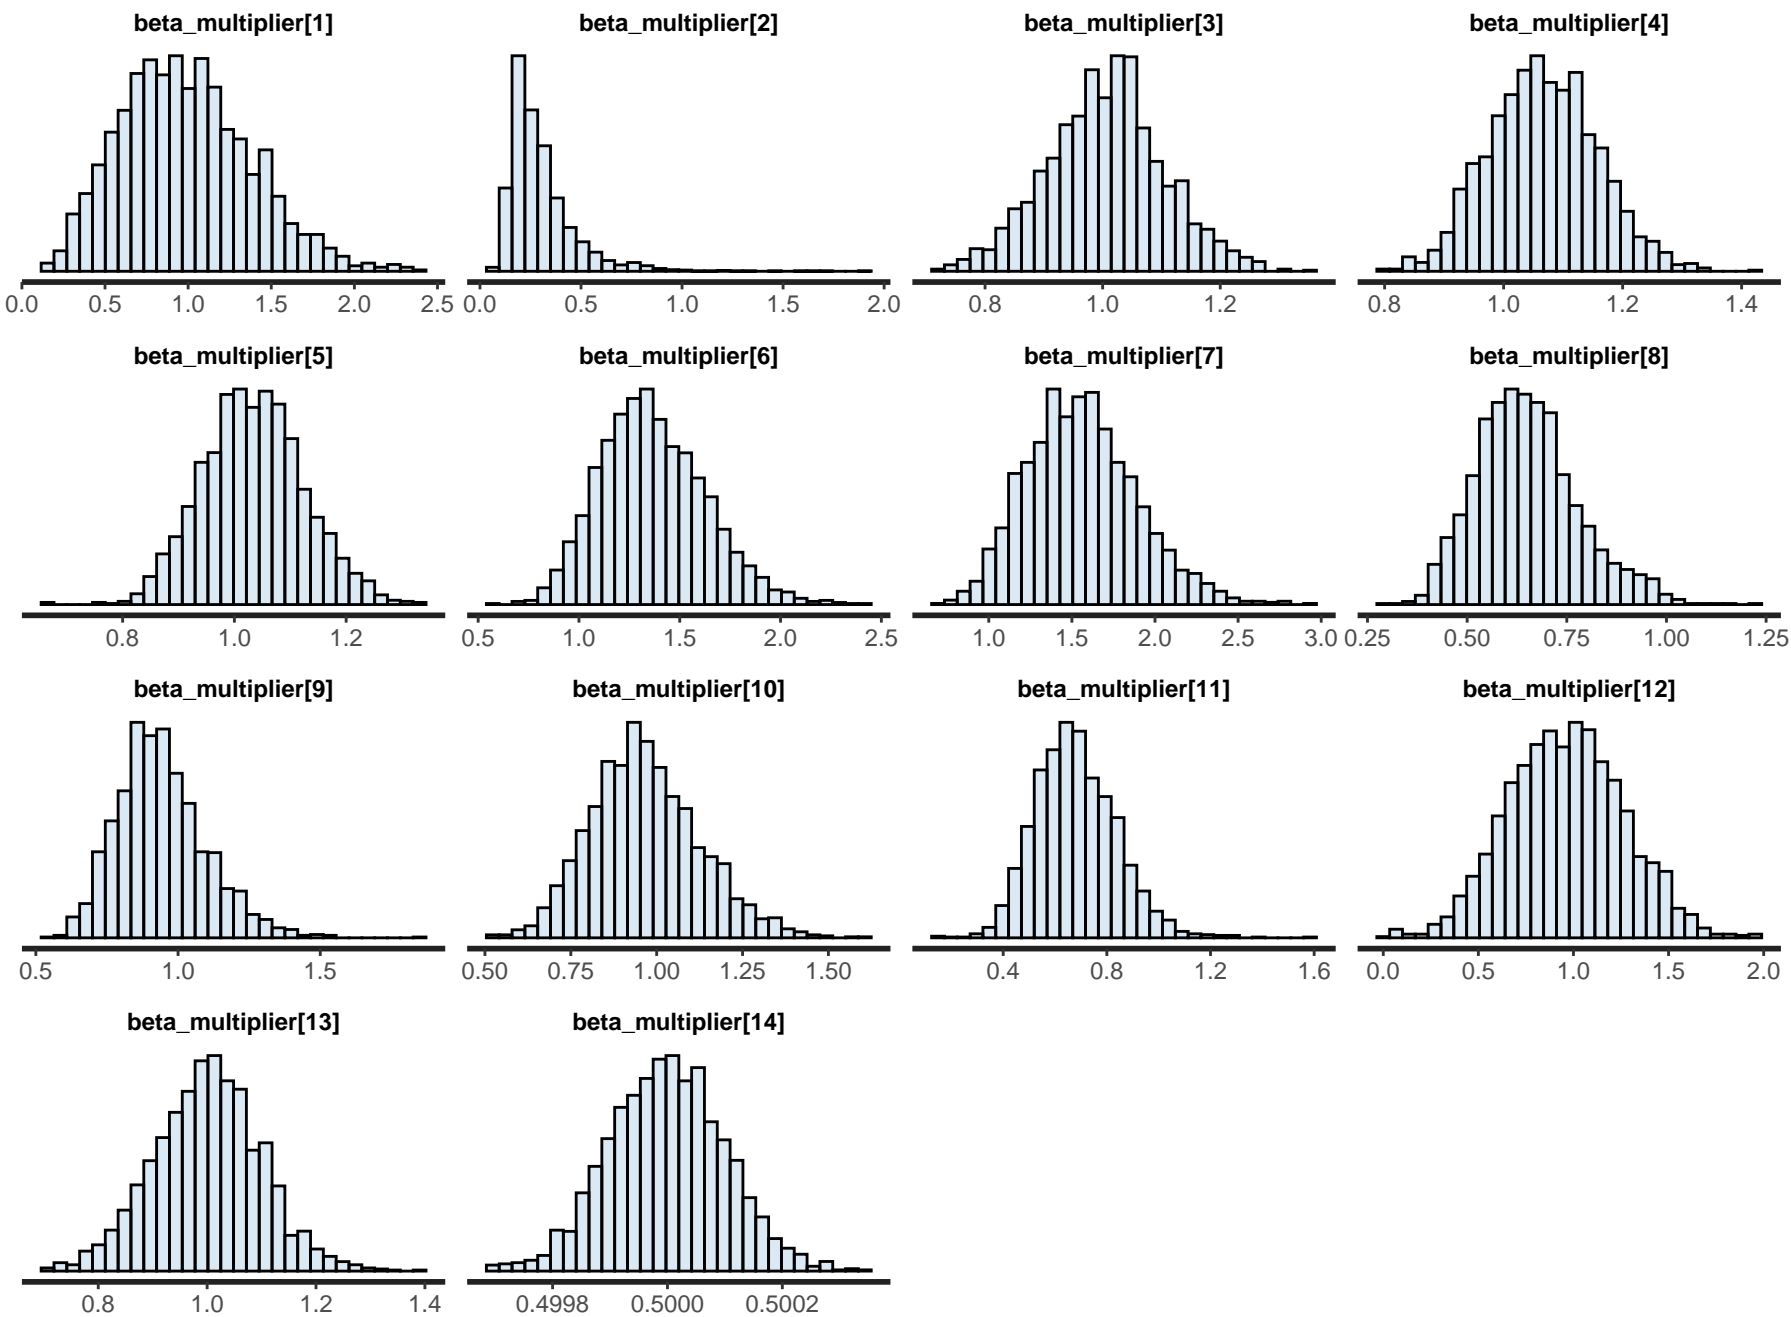 beta_multiplier[1] beta_multiplier[2] beta_multiplier[3] beta_multiplier[4]
0.0 0.5 1.0 1.5 2.0 2.5 0.0 0.5 1.0 1.5 2.0 0.8 1.0 1.2 0.8 1.0 1.2 1.4
beta_multiplier[5] beta_multiplier[6] beta_multiplier[7] beta_multiplier[8]
0.8 1.0 1.2 0.5 1.0 1.5 2.0 2.5 1.0 1.5 2.0 2.5 3.0 0.25 0.50 0.75 1.00 1.25
beta_multiplier[9] beta_multiplier[10] beta_multiplier[11] beta_multiplier[12]
0.5 1.0 1.5 0.50 0.75 1.00 1.25 1.50 0.4 0.8 1.2 1.6 0.0 0.5 1.0 1.5 2.0
beta_multiplier[13] beta_multiplier[14]
0.8 1.0 1.2 1.4 0.4998 0.5000 0.5002